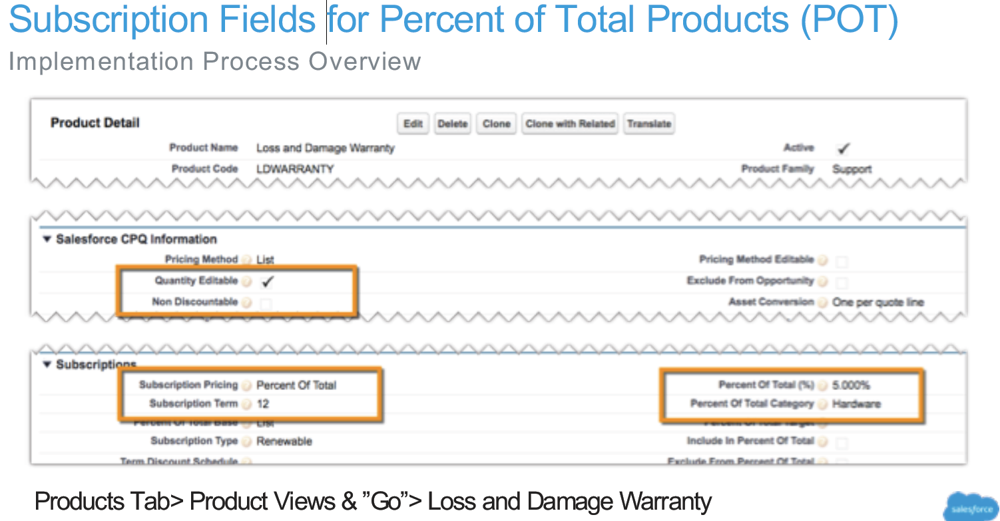 Subscription Fields for Percent of Total Products (POT)
Implementation Process Overview
Product Detail Edit Delete Clone Clone with Related Translate
Product Name Loss and Damage Warranty Active ✓
Product Code LDWARRANTY Product Family Support
▼ Salesforce CPQ Information
Pricing Method List Pricing Method Editable
Quantity Editable ✓ Exclude From Opportunity
Non Discountable Asset Conversion One per quote line
▼ Subscriptions
Subscription Pricing Percent Of Total Percent Of Total (%) 5.000%
Subscription Term 12 Percent Of Total Category Hardware
Percent Of Total Base List Percent Of Total Target
Subscription Type Renewable Include In Percent Of Total
Term Discount Schedule Exclude From Percent Of Total
Products Tab> Product Views & ”Go”> Loss and Damage Warranty
salesforce